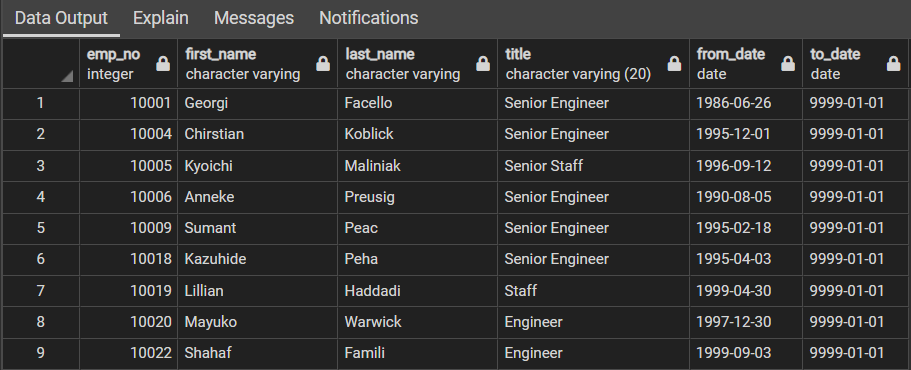 Data Output Explain Messages Notifications
emp_no first_name last_name title from_date to_date
integer character varying character varying character varying (20) date date
1 10001 Georgi Facello Senior Engineer 1986-06-26 9999-01-01
2 10004 Chirstian Koblick Senior Engineer 1995-12-01 9999-01-01
3 10005 Kyoichi Maliniak Senior Staff 1996-09-12 9999-01-01
4 10006 Anneke Preusig Senior Engineer 1990-08-05 9999-01-01
5 10009 Sumant Peac Senior Engineer 1995-02-18 9999-01-01
6 10018 Kazuhide Peha Senior Engineer 1995-04-03 9999-01-01
7 10019 Lillian Haddadi Staff 1999-04-30 9999-01-01
8 10020 Mayuko Warwick Engineer 1997-12-30 9999-01-01
9 10022 Shahaf Famili Engineer 1999-09-03 9999-01-01